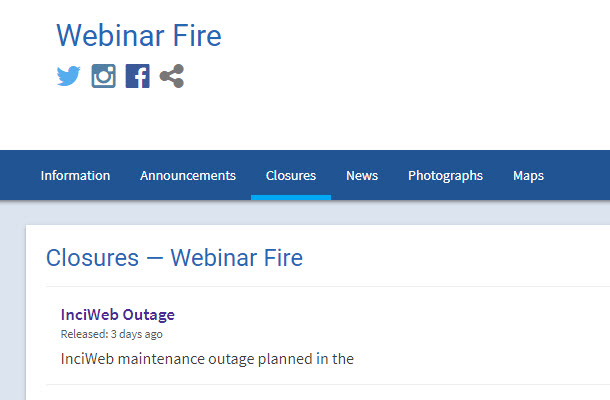 Webinar Fire
Information Announcements Closures News Photographs Maps
Closures — Webinar Fire
InciWeb Outage
Released: 3 days ago
InciWeb maintenance outage planned in the